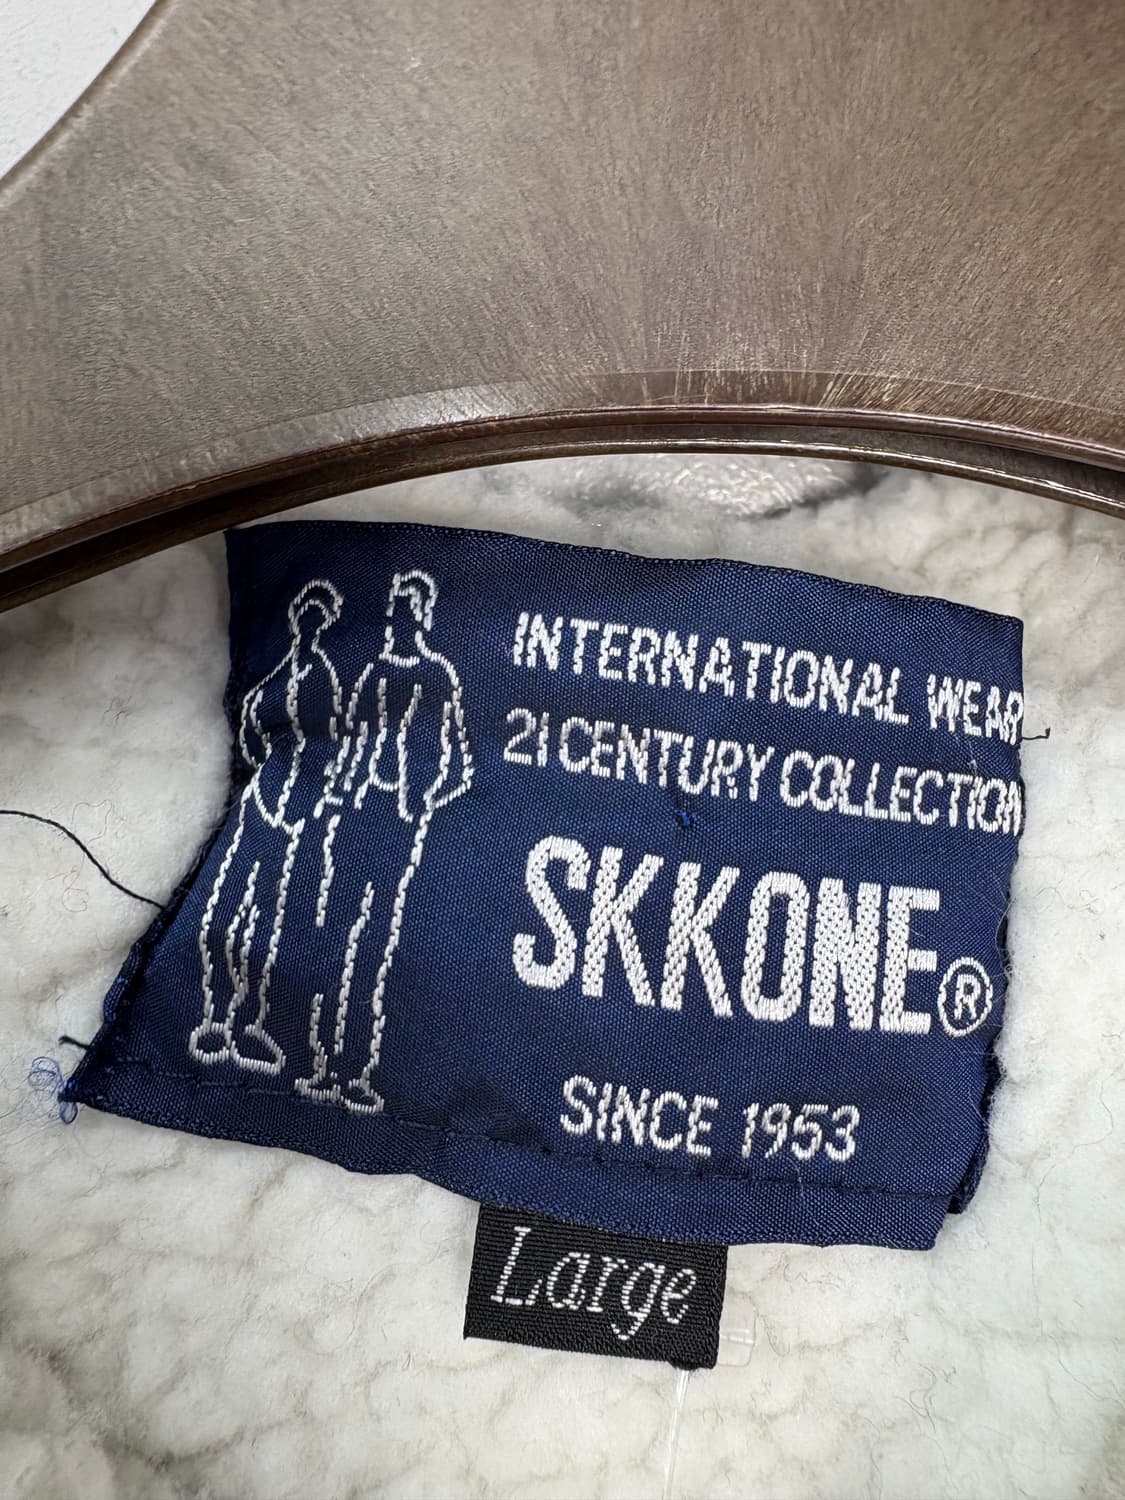 INTERNATIONAL WEAR
21 CENTURY COLLECTION
SKKONE®
SINCE 1953
Large